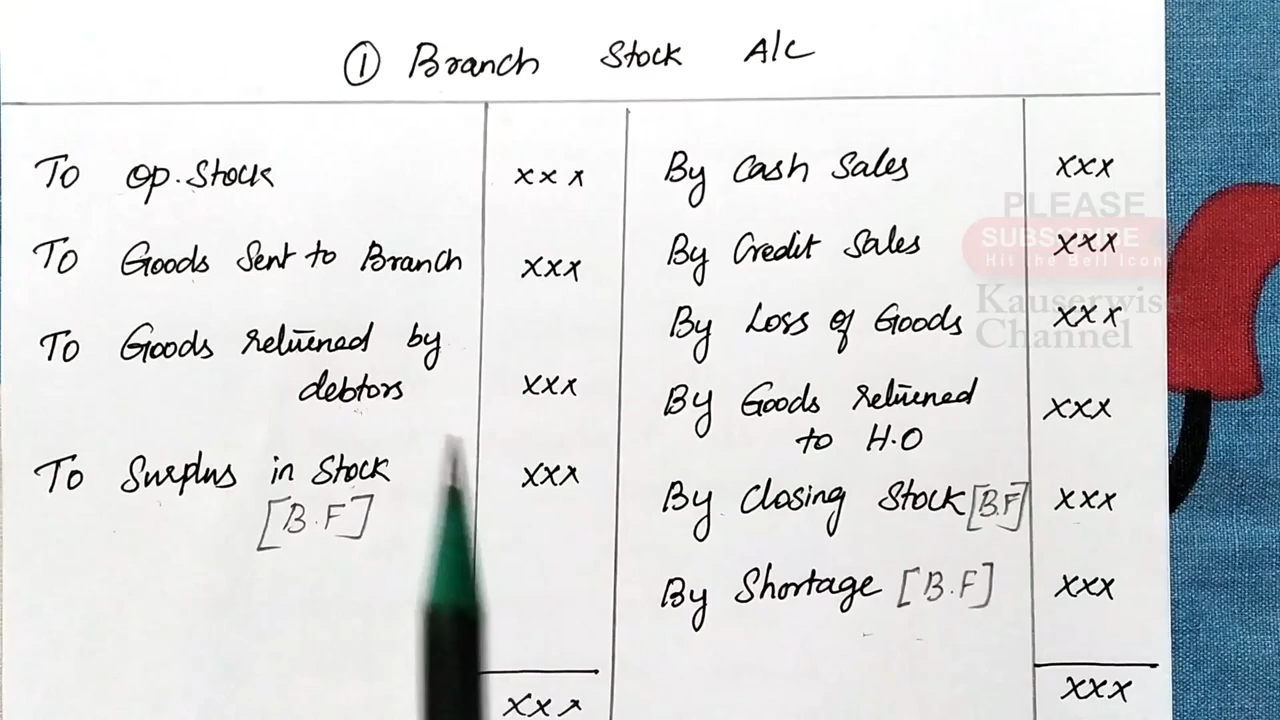 ① Branch Stock A/c
To Op. Stock xxx
To Goods Sent to Branch xxx
To Goods returned by
debtors xxx
To Surplus in Stock xxx
[B.F]
xxx
By Cash Sales xxx
By Credit Sales xxx
By Loss of Goods xxx
By Goods returned xxx
to H.O
By Closing Stock [B.F] xxx
By Shortage [B.F] xxx
xxx
PLEASE
SUBSCRIBE
Hit the Bell Icon
Kauserwise
Channel